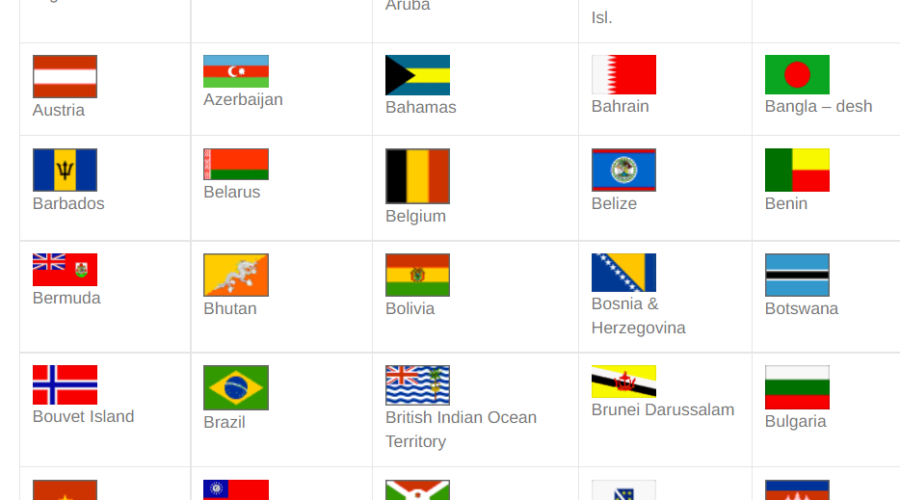 Aruba
Isl.
Austria
Azerbaijan
Bahamas
Bahrain
Bangla – desh
Barbados
Belarus
Belgium
Belize
Benin
Bermuda
Bhutan
Bolivia
Bosnia &
Herzegovina
Botswana
Bouvet Island
Brazil
British Indian Ocean
Territory
Brunei Darussalam
Bulgaria